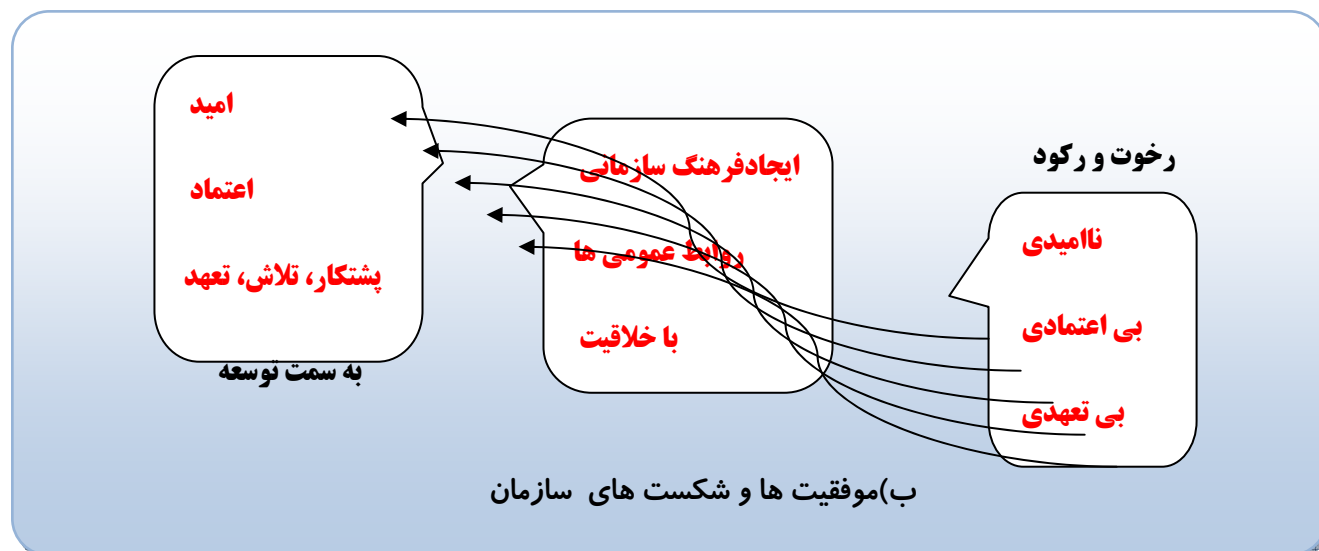 رخوت و رکود
ناامیدی
بی اعتمادی
بی تعهدی
ایجادفرهنگ سازمانی
روابط عمومی ها
با خلاقیت
امید
اعتماد
پشتکار، تلاش، تعهد
به سمت توسعه
ب)موفقیت ها و شکست های سازمان